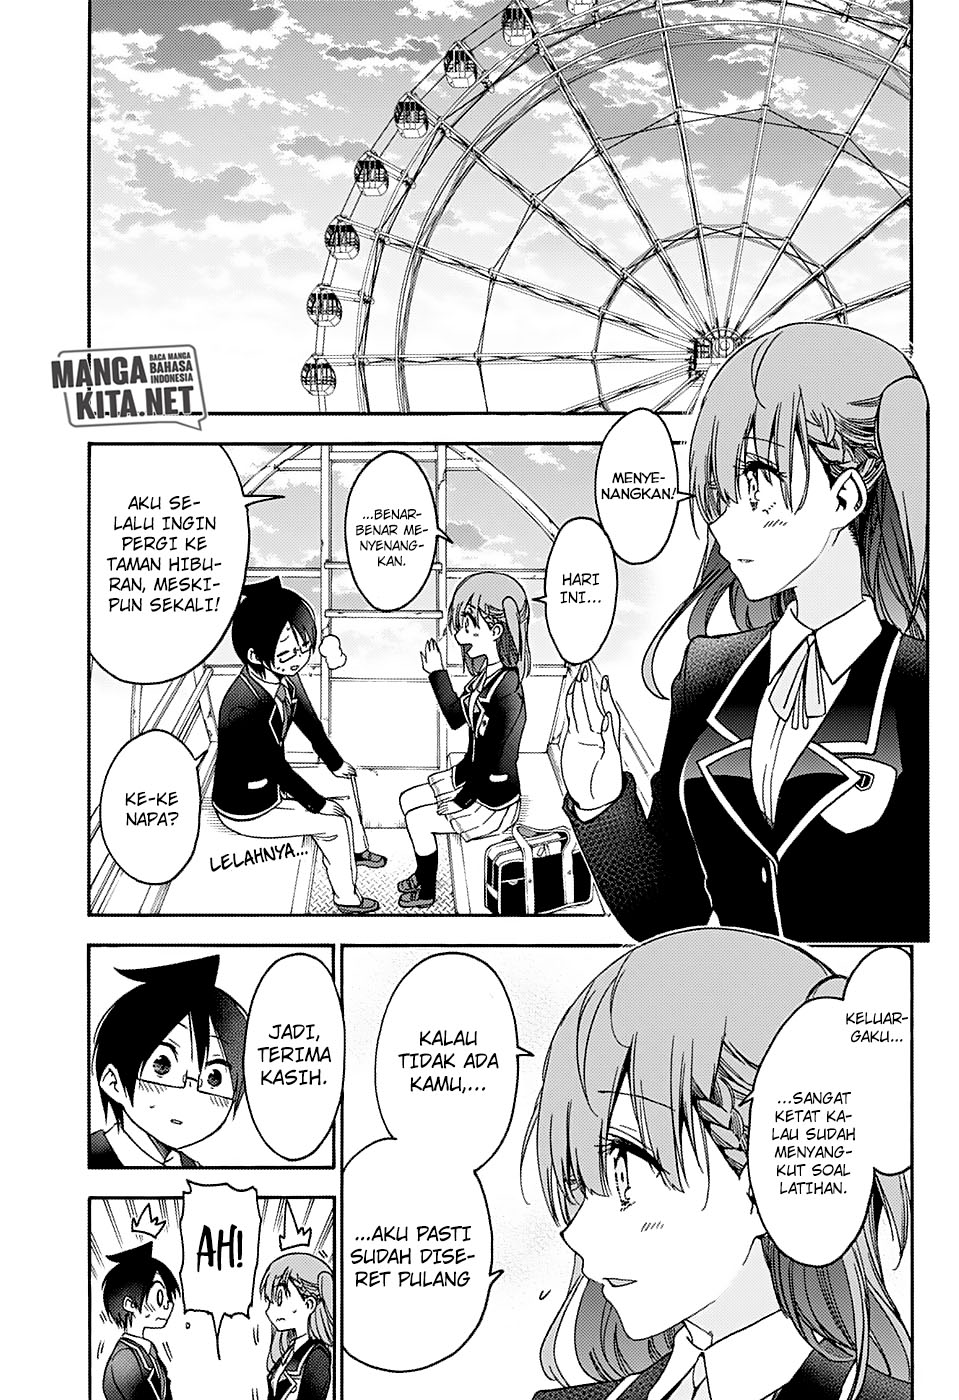 MANGA
KITA.NET
BACA MANGA
BAHASA
INDONESIA
MENYE-
NANGKAN!
HARI
INI...
...BENAR-
BENAR ME-
NYENANG-
KAN.
AKU SE-
LALU INGIN
PERGI KE
TAMAN HIBU-
RAN, MESKI-
PUN SEKALI!
KE-KE
NAPA?
LELAHNYA...
KELUAR-
GAKU...
...SANGAT
KETAT KA-
LAU SUDAH
MENYANG-
KUT SOAL
LATIHAN.
KALAU
TIDAK ADA
KAMU,...
...AKU PASTI
SUDAH DISE-
RET PULANG
JADI,
TERIMA
KASIH.
AH!